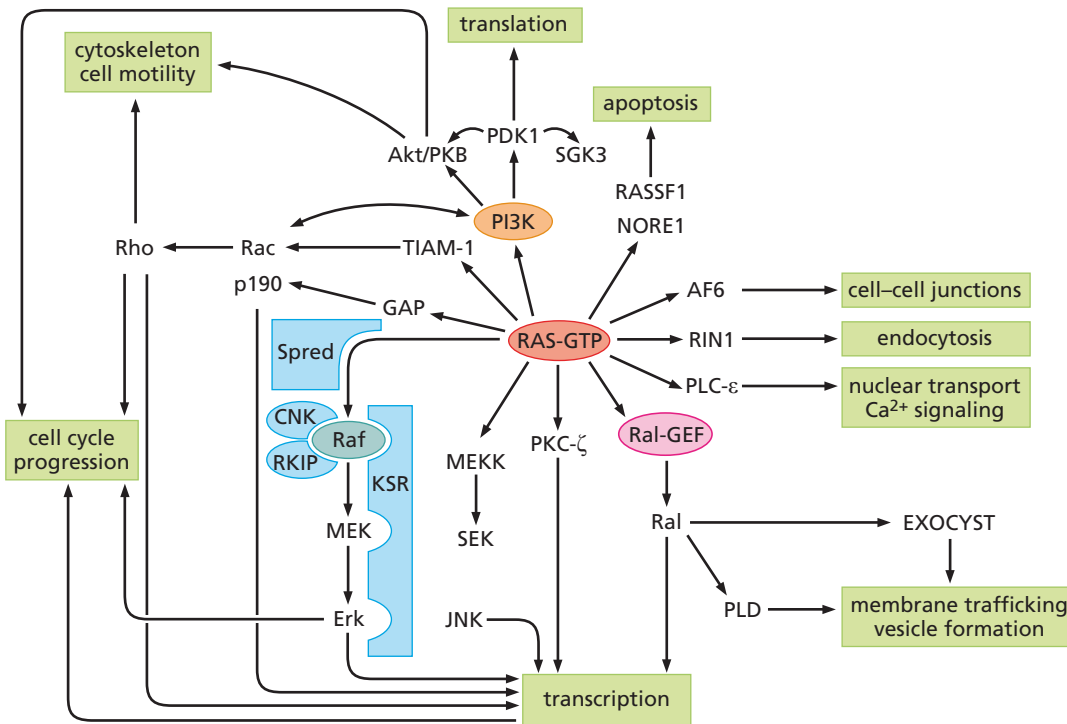 translation
cytoskeleton
cell motility
apoptosis
PDK1
Akt/PKB
SGK3
RASSF1
PI3K
NORE1
Rho
Rac
TIAM-1
p190
AF6
cell–cell junctions
GAP
Spred
RAS-GTP
RIN1
endocytosis
PLC-ε
nuclear transport
Ca²⁺ signaling
CNK
cell cycle
progression
Raf
PKC-ζ
Ral-GEF
RKIP
MEKK
KSR
MEK
SEK
Ral
EXOCYST
Erk
JNK
PLD
membrane trafficking
vesicle formation
transcription